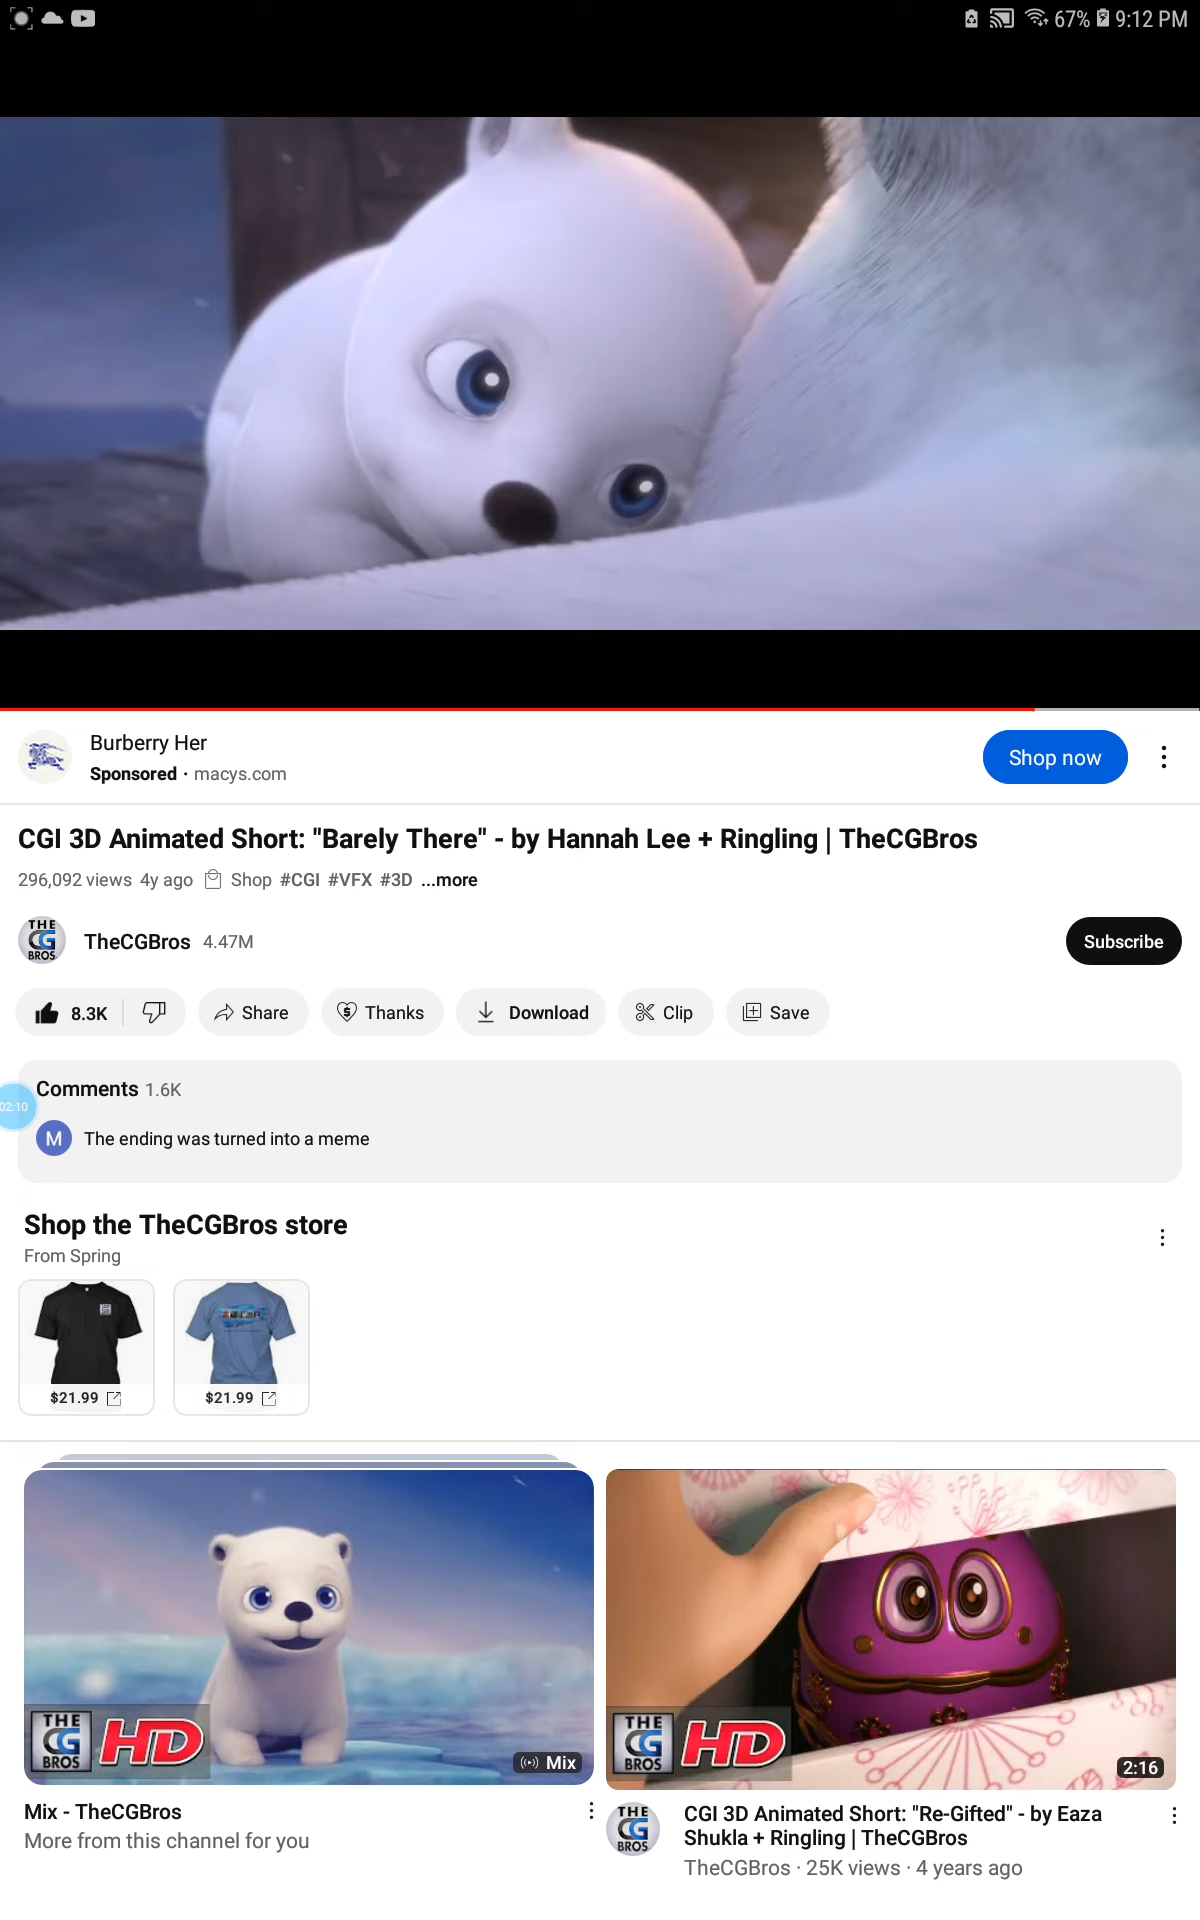 67% 9:12 PM
Burberry Her
Sponsored · macys.com
Shop now
CGI 3D Animated Short: "Barely There" - by Hannah Lee + Ringling | TheCGBros
296,092 views 4y ago Shop #CGI #VFX #3D ...more
THE CG BROS
TheCGBros 4.47M
Subscribe
8.3K
Share
Thanks
Download
Clip
Save
Comments 1.6K
02:10
M
The ending was turned into a meme
Shop the TheCGBros store
From Spring
$21.99
$21.99
THE CG BROS
HD
Mix
THE CG BROS
HD
2:16
Mix - TheCGBros
More from this channel for you
THE CG BROS
CGI 3D Animated Short: "Re-Gifted" - by Eaza
Shukla + Ringling | TheCGBros
TheCGBros · 25K views · 4 years ago